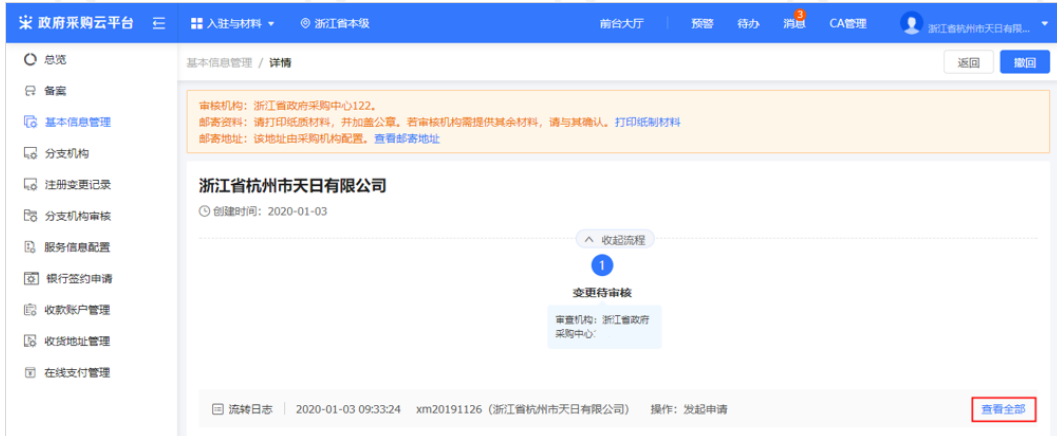 政府采购云平台
入驻与材料
浙江省本级
前台大厅
预警
待办
消息
3
CA管理
浙江省杭州市天日有限...
总览
备案
基本信息管理
分支机构
注册变更记录
分支机构审核
服务信息配置
银行签约申请
收款账户管理
收货地址管理
在线支付管理
基本信息管理 / 详情
返回
撤回
审核机构：浙江省政府采购中心122。
邮寄资料：请打印纸质材料，并加盖公章。若审核机构需提供其余材料，请与其确认。打印纸制材料
邮寄地址：该地址由采购机构配置。查看邮寄地址
浙江省杭州市天日有限公司
创建时间：2020-01-03
收起流程
1
变更待审核
审查机构：浙江省政府
采购中心:
流转日志 2020-01-03 09:33:24 xm20191126（浙江省杭州市天日有限公司） 操作：发起申请
查看全部